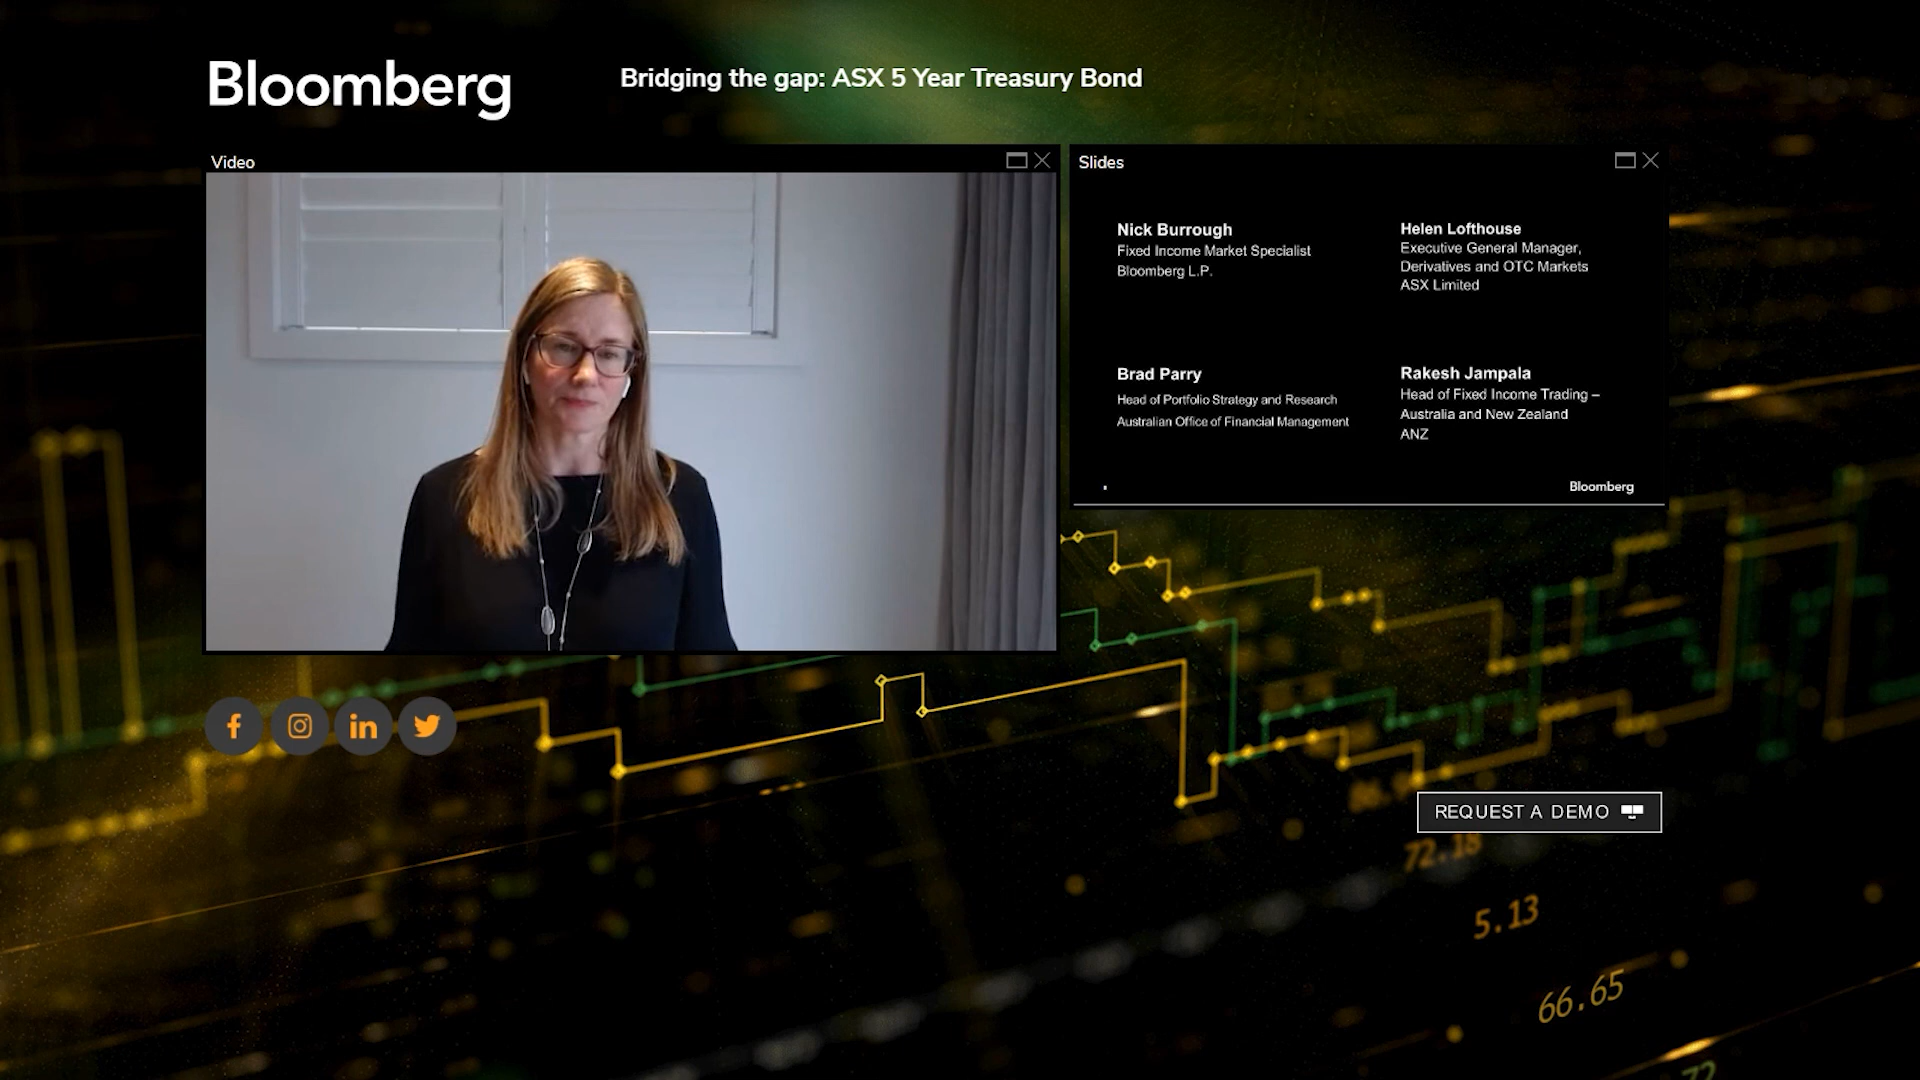 Bloomberg
Bridging the gap: ASX 5 Year Treasury Bond
Video
Slides
Nick Burrough
Fixed Income Market Specialist
Bloomberg L.P.
Helen Lofthouse
Executive General Manager,
Derivatives and OTC Markets
ASX Limited
Brad Parry
Head of Portfolio Strategy and Research
Australian Office of Financial Management
Rakesh Jampala
Head of Fixed Income Trading –
Australia and New Zealand
ANZ
Bloomberg
REQUEST A DEMO
72.18
5.13
66.65
72